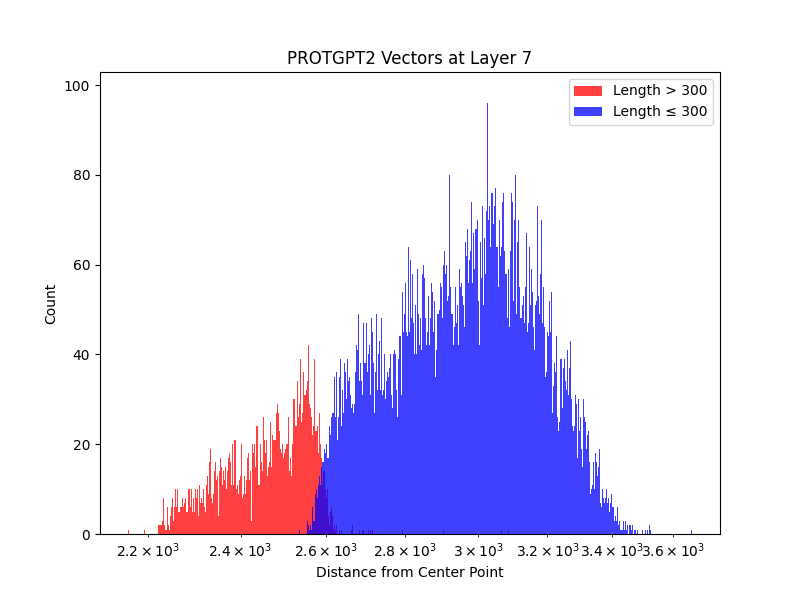 PROTGPT2 Vectors at Layer 7
Length > 300
Length ≤ 300
100
80
60
40
20
0
Count
2.2 × 10³ 2.4 × 10³ 2.6 × 10³ 2.8 × 10³ 3 × 10³ 3.2 × 10³ 3.4 × 10³ 3.6 × 10³
Distance from Center Point